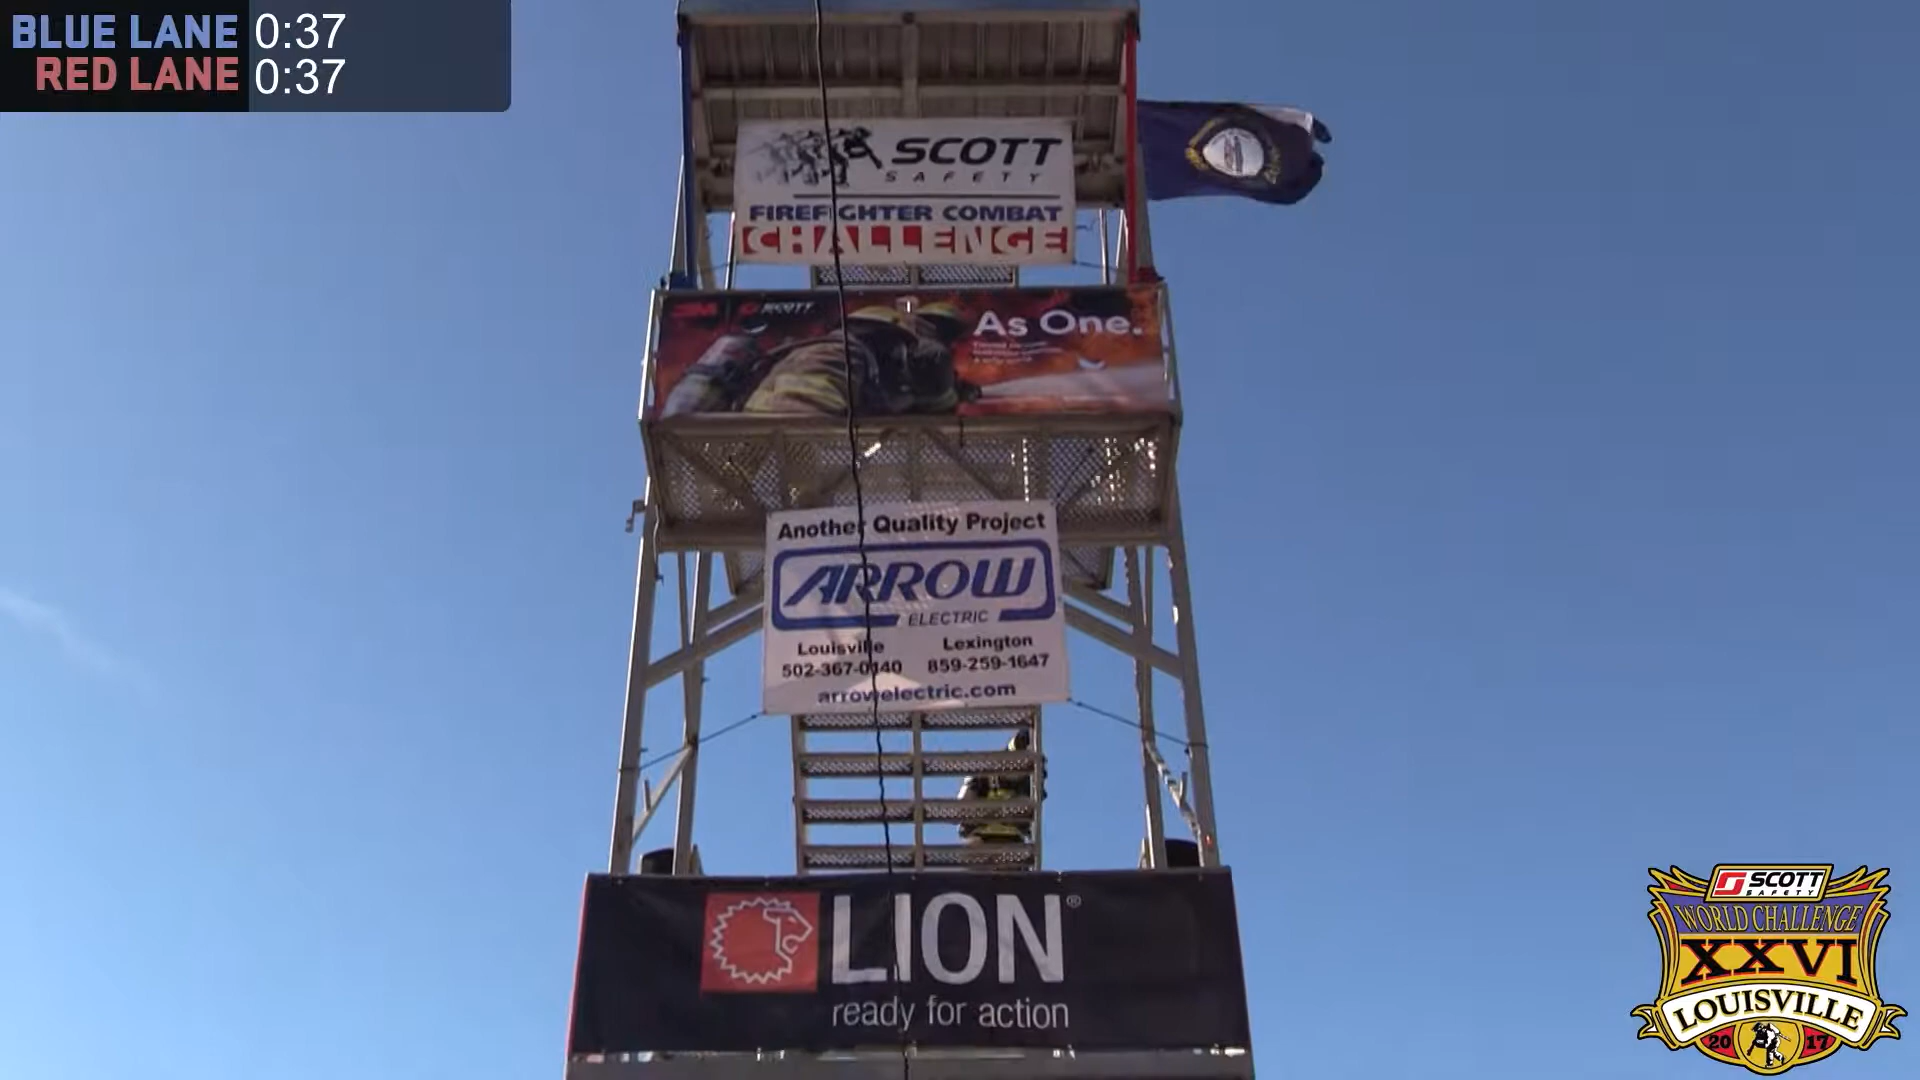 BLUE LANE 0:37
RED LANE 0:37
SCOTT
SAFETY
FIREFIGHTER COMBAT
CHALLENGE
3M SCOTT
As One.
Another Quality Project
ARROW
ELECTRIC
Louisville Lexington
502-367-0140 859-259-1647
arrowelectric.com
LION®
ready for action
SCOTT
SAFETY
WORLD CHALLENGE
XXVI
LOUISVILLE
2017